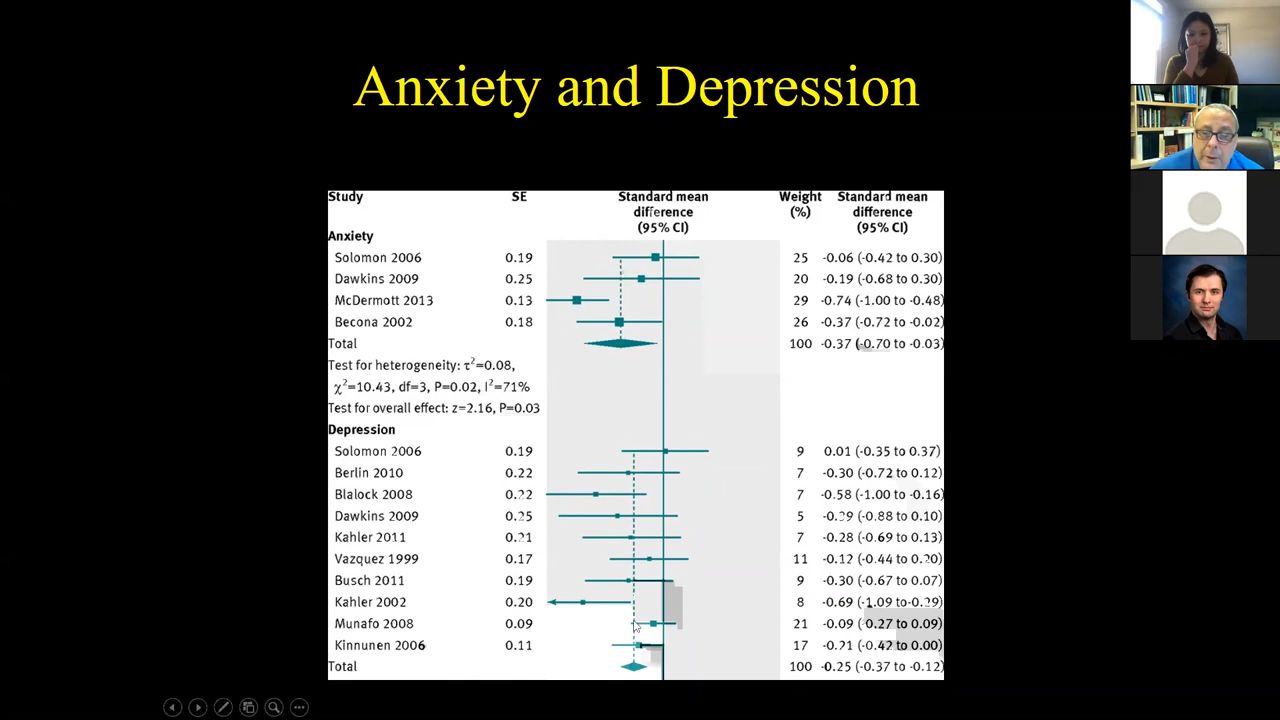 Anxiety and Depression
Study SE Standard mean difference (95% CI) Weight (%) Standard mean difference (95% CI)
Anxiety
Solomon 2006 0.19 25 -0.06 (-0.42 to 0.30)
Dawkins 2009 0.25 20 -0.19 (-0.68 to 0.30)
McDermott 2013 0.13 29 -0.74 (-1.00 to -0.48)
Becona 2002 0.18 26 -0.37 (-0.72 to -0.02)
Total 100 -0.37 (-0.70 to -0.03)
Test for heterogeneity: τ²=0.08,
χ²=10.43, df=3, P=0.02, I²=71%
Test for overall effect: z=2.16, P=0.03
Depression
Solomon 2006 0.19 9 0.01 (-0.35 to 0.37)
Berlin 2010 0.22 7 -0.30 (-0.72 to 0.12)
Blalock 2008 0.22 7 -0.58 (-1.00 to -0.16)
Dawkins 2009 0.25 5 (-0.88 to 0.10)
Kahler 2011 0.21 7 -0.28 (-0.69 to 0.13)
Vazquez 1999 0.17 11 -0.12 (-0.44 to 0.20)
Busch 2011 0.19 9 -0.30 (-0.67 to 0.07)
Kahler 2002 0.20 8 -0.69 (-1.09 to -0.29)
Munafo 2008 0.09 21 -0.09 (-0.27 to 0.09)
Kinnunen 2006 0.11 17 -0.21 (-0.42 to 0.00)
Total 100 -0.25 (-0.37 to -0.12)